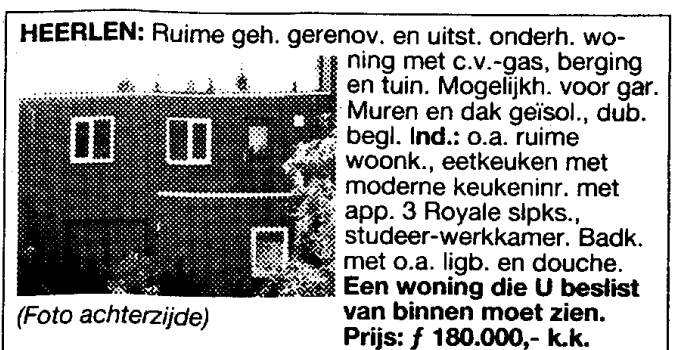 HEERLEN: Ruime geh. gerenov. en uitst. onderh. wo-
ning met c.v.-gas, berging
en tuin. Mogelijkh. voor gar.
Muren en dak geïsol., dub.
begl. Ind.: o.a. ruime
woonk., eetkeuken met
moderne keukeninr. met
app. 3 Royale slpks.,
studeer-werkkamer. Badk.
met o.a. ligb. en douche.
Een woning die U beslist
van binnen moet zien.
Prijs: ƒ 180.000,- k.k.
(Foto achterzijde)